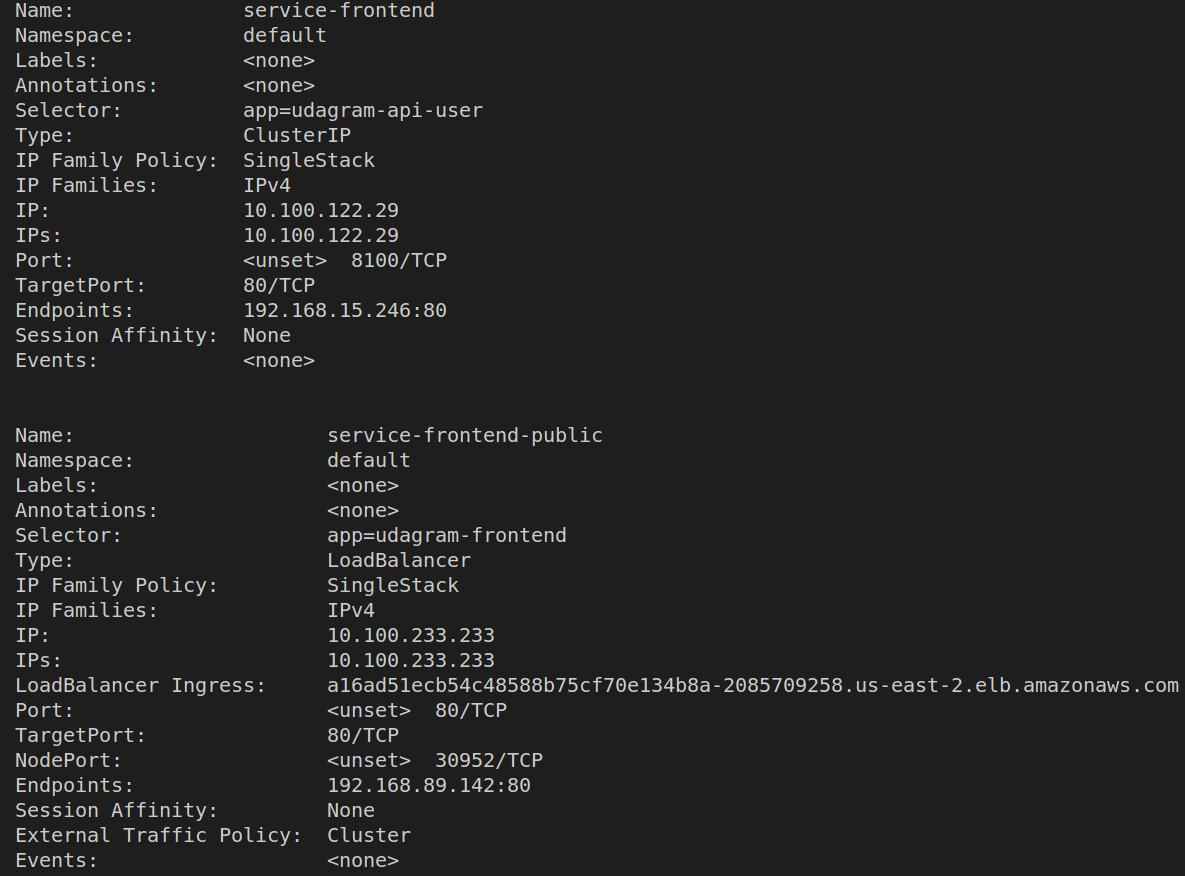 Name:              service-frontend
Namespace:         default
Labels:            <none>
Annotations:       <none>
Selector:          app=udagram-api-user
Type:              ClusterIP
IP Family Policy:  SingleStack
IP Families:       IPv4
IP:                10.100.122.29
IPs:               10.100.122.29
Port:              <unset>  8100/TCP
TargetPort:        80/TCP
Endpoints:         192.168.15.246:80
Session Affinity:  None
Events:            <none>
Name:                     service-frontend-public
Namespace:                default
Labels:                   <none>
Annotations:              <none>
Selector:                 app=udagram-frontend
Type:                     LoadBalancer
IP Family Policy:         SingleStack
IP Families:              IPv4
IP:                       10.100.233.233
IPs:                      10.100.233.233
LoadBalancer Ingress:     a16ad51ecb54c48588b75cf70e134b8a-2085709258.us-east-2.elb.amazonaws.com
Port:                     <unset>  80/TCP
TargetPort:               80/TCP
NodePort:                 <unset>  30952/TCP
Endpoints:                192.168.89.142:80
Session Affinity:         None
External Traffic Policy:  Cluster
Events:                   <none>